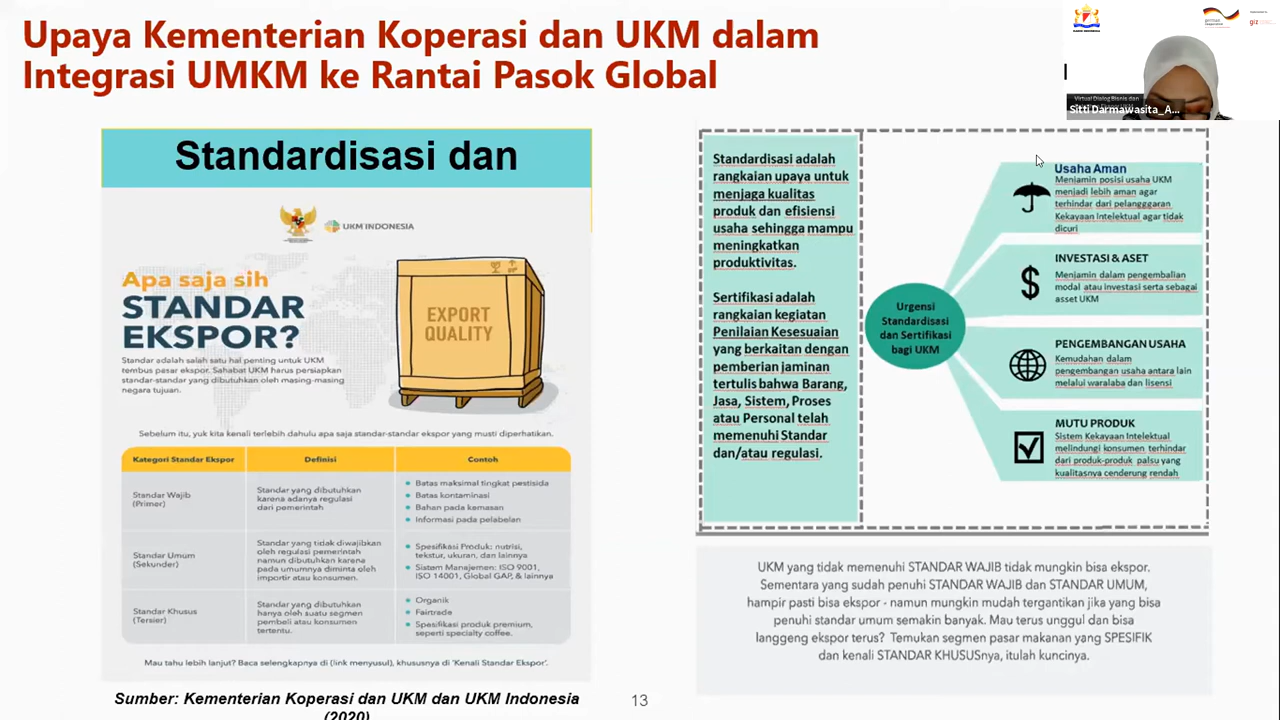 Upaya Kementerian Koperasi dan UKM dalam
Integrasi UMKM ke Rantai Pasok Global
Virtual Dialog Bisnis dan
Sitti Darmawasita_A...
giz
Standardisasi dan
UKM INDONESIA
Apa saja sih
STANDAR
EKSPOR?
EXPORT
QUALITY
Standar adalah salah satu hal penting untuk UKM
tembus pasar ekspor. Sahabat UKM harus persiapkan
standar-standar yang dibutuhkan oleh masing-masing
negara tujuan.
Sebelum itu, yuk kita kenali terlebih dahulu apa saja standar-standar ekspor yang musti diperhatikan.
Kategori Standar Ekspor
Definisi
Contoh
Standar Wajib
(Primer)
Standar yang dibutuhkan
karena adanya regulasi
dari pemerintah
Batas maksimal tingkat pestisida
Batas kontaminasi
Bahan pada kemasan
Informasi pada pelabelan
Standar Umum
(Sekunder)
Standar yang tidak diwajibkan
oleh regulasi pemerintah
namun dibutuhkan karena
pada umumnya diminta oleh
importir atau konsumen.
Spesifikasi Produk: nutrisi,
tekstur, ukuran, dan lainnya
Sistem Manajemen: ISO 9001,
ISO 14001, Global GAP, & lainnya
Standar Khusus
(Tersier)
Standar yang dibutuhkan
hanya oleh suatu segmen
pembeli atau konsumen
tertentu.
Organik
Fairtrade
Spesifikasi produk premium,
seperti specialty coffee.
Mau tahu lebih lanjut? Baca selengkapnya di (link menyusul), khususnya di 'Kenali Standar Ekspor'.
Sumber: Kementerian Koperasi dan UKM dan UKM Indonesia
(2020)
13
Standardisasi adalah
rangkaian upaya untuk
menjaga kualitas
produk dan efisiensi
usaha sehingga mampu
meningkatkan
produktivitas.
Sertifikasi adalah
rangkaian kegiatan
Penilaian Kesesuaian
yang berkaitan dengan
pemberian jaminan
tertulis bahwa Barang,
Jasa, Sistem, Proses
atau Personal telah
memenuhi Standar
dan/atau regulasi.
Urgensi
Standardisasi
dan Sertifikasi
bagi UKM
Usaha Aman
Menjamin posisi usaha UKM
menjadi lebih aman agar
terhindar dari pelangggaran
Kekayaan Intelektual agar tidak
dicuri
INVESTASI & ASET
Menjamin dalam pengembalian
modal atau investasi serta sebagai
asset UKM
PENGEMBANGAN USAHA
Kemudahan dalam
pengembangan usaha antara lain
melalui waralaba dan lisensi
MUTU PRODUK
Sistem Kekayaan Intelektual
melindungi konsumen terhindar
dari produk-produk palsu yang
kualitasnya cenderung rendah
UKM yang tidak memenuhi STANDAR WAJIB tidak mungkin bisa ekspor.
Sementara yang sudah penuhi STANDAR WAJIB dan STANDAR UMUM,
hampir pasti bisa ekspor - namun mungkin mudah tergantikan jika yang bisa
penuhi standar umum semakin banyak. Mau terus unggul dan bisa
langgeng ekspor terus? Temukan segmen pasar makanan yang SPESIFIK
dan kenali STANDAR KHUSUSnya, itulah kuncinya.